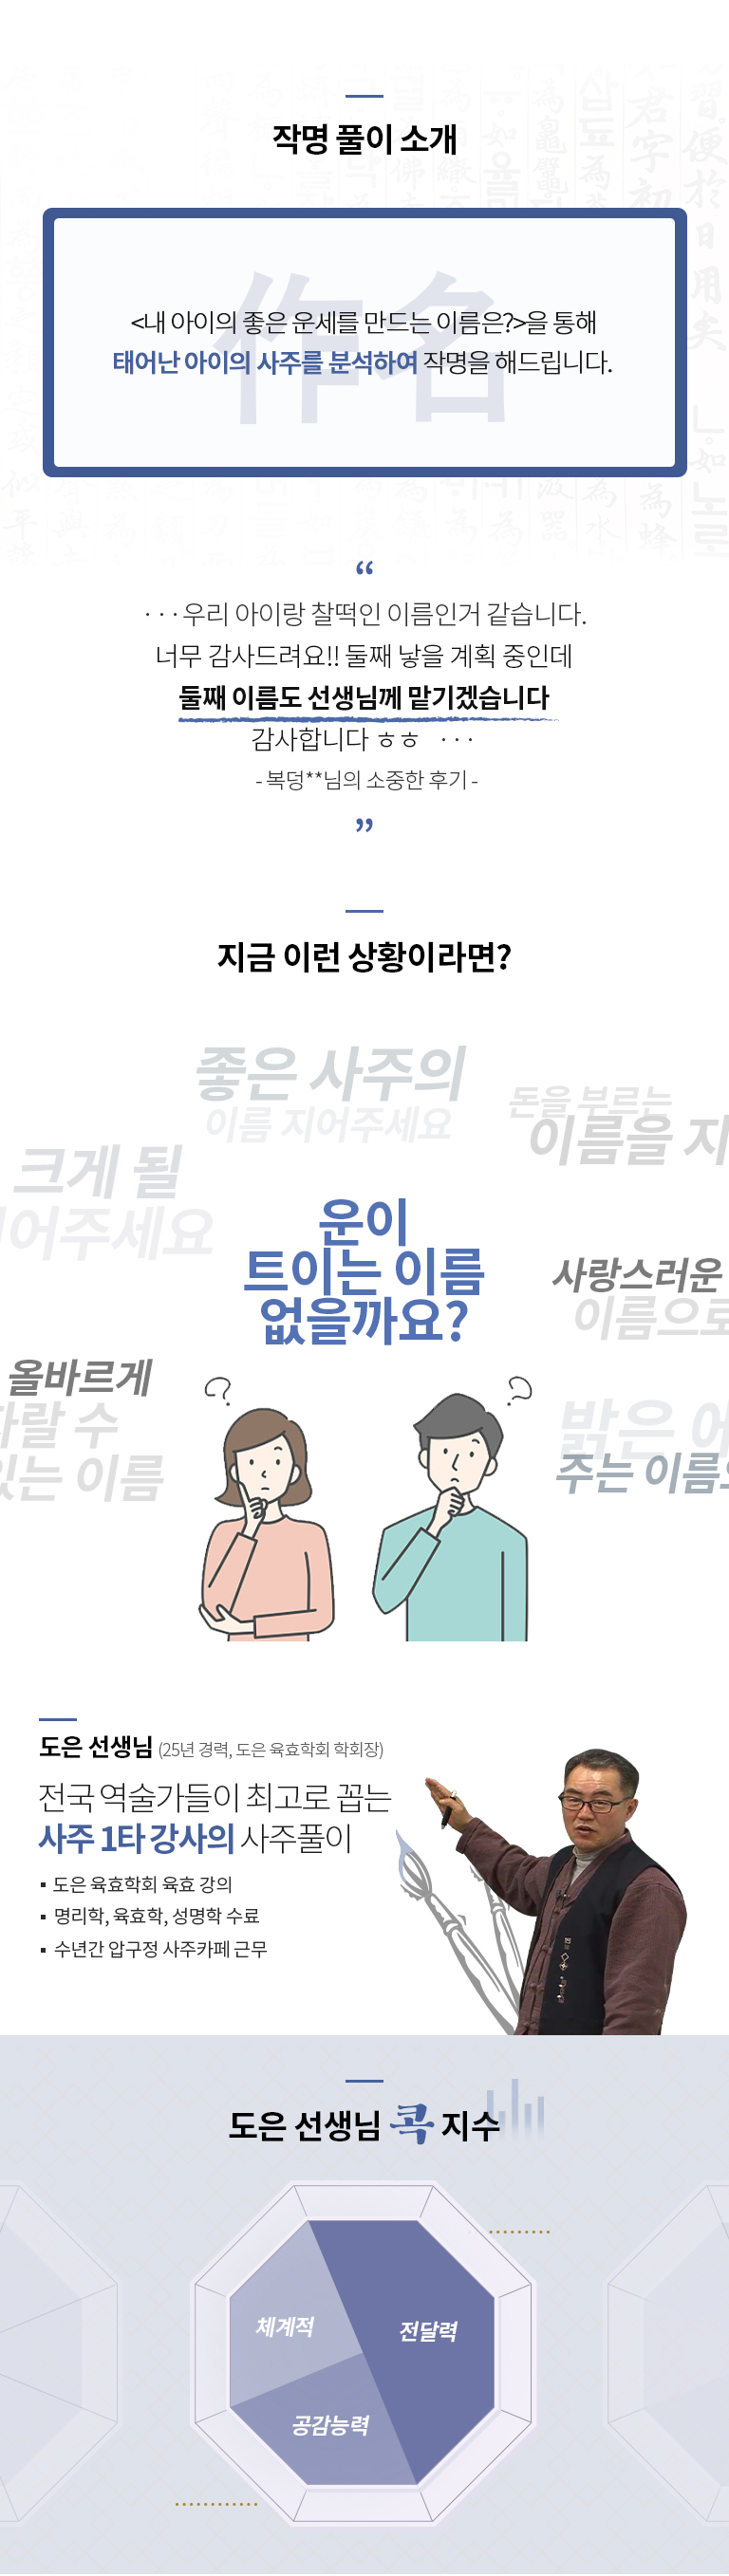 작명 풀이 소개
作名
<내 아이의 좋은 운세를 만드는 이름은?>을 통해
태어난 아이의 사주를 분석하여 작명을 해드립니다.
“
· · · 우리 아이랑 찰떡인 이름인거 같습니다.
너무 감사드려요!! 둘째 낳을 계획 중인데
둘째 이름도 선생님께 맡기겠습니다
감사합니다 ㅎㅎ · · ·
- 복덩**님의 소중한 후기 -
”
지금 이런 상황이라면?
좋은 사주의
이름 지어주세요
돈을 부르는
이름을 지
크게 될
어주세요
운이
트이는 이름
없을까요?
사랑스러운
이름으로
올바르게
자랄 수
있는 이름
밝은 에
주는 이름으
도은 선생님 (25년 경력, 도은 육효학회 학회장)
전국 역술가들이 최고로 꼽는
사주 1타 강사의 사주풀이
▪ 도은 육효학회 육효 강의
▪ 명리학, 육효학, 성명학 수료
▪ 수년간 압구정 사주카페 근무
도은 선생님 콕 지수
체계적
전달력
공감능력